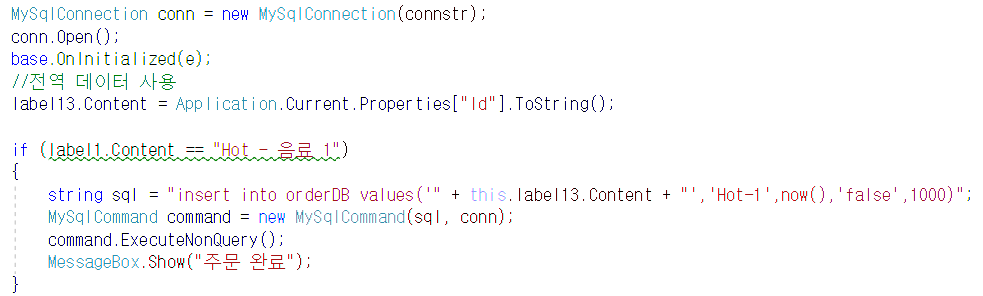 MySqlConnection conn = new MySqlConnection(connstr);
conn.Open();
base.OnInitialized(e);
//전역 데이터 사용
label13.Content = Application.Current.Properties["Id"].ToString();
if (label1.Content == "Hot - 음료 1")
{
string sql = "insert into orderDB values('" + this.label13.Content + "','Hot-1',now(),'false',1000)";
MySqlCommand command = new MySqlCommand(sql, conn);
command.ExecuteNonQuery();
MessageBox.Show("주문 완료");
}